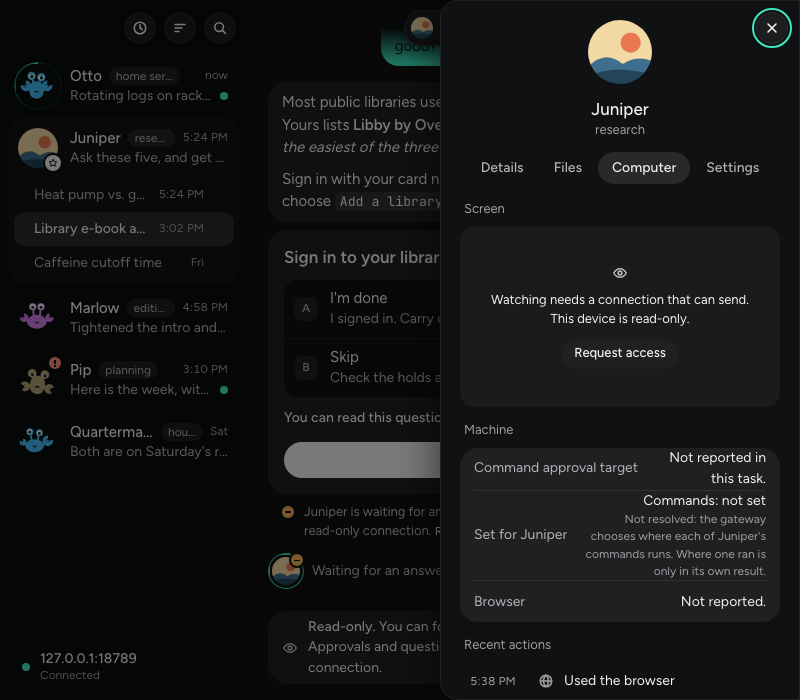 Otto home ser... now
Rotating logs on rack...
Juniper rese... 5:24 PM
Ask these five, and get ...
Heat pump vs. g... 5:24 PM
Library e-book a... 3:02 PM
Caffeine cutoff time Fri
Marlow editi... 4:58 PM
Tightened the intro and...
Pip planning 3:10 PM
Here is the week, wit...
Quarterma... hou... Sat
Both are on Saturday's r...
127.0.0.1:18789
Connected
good?
Most public libraries use
Yours lists Libby by Ove
the easiest of the three
Sign in with your card n
choose Add a library
Sign in to your librar
A I'm done
I signed in. Carry
B Skip
Check the holds a
You can read this questic
Juniper is waiting for an
read-only connection. R
Waiting for an answe
Read-only. You can fo
Approvals and questi
connection.
Juniper
research
Details Files Computer Settings
Screen
Watching needs a connection that can send.
This device is read-only.
Request access
Machine
Command approval target Not reported in
this task.
Set for Juniper Commands: not set
Not resolved: the gateway
chooses where each of Juniper's
commands runs. Where one ran is
only in its own result.
Browser Not reported.
Recent actions
5:38 PM Used the browser